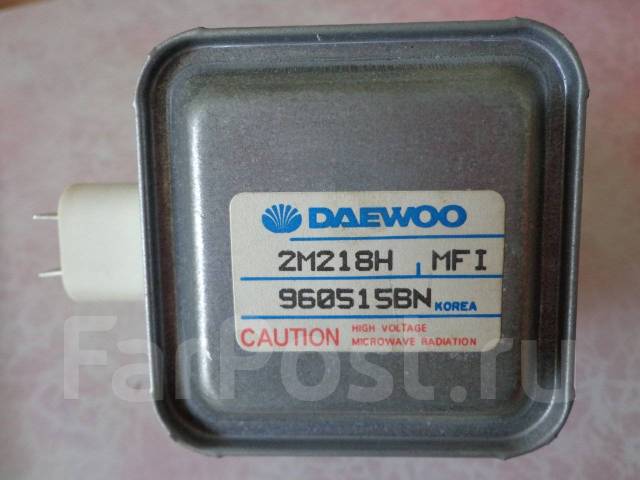 DAEWOO
2M218H MFI
960515BN KOREA
CAUTION HIGH VOLTAGE
MICROWAVE RADIATION
FarPost.ru